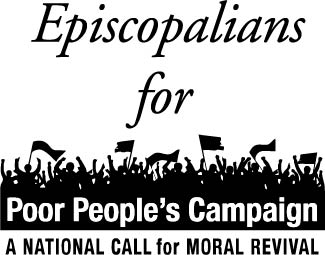 Episcopalians
for
Poor People's Campaign
A NATIONAL CALL for MORAL REVIVAL